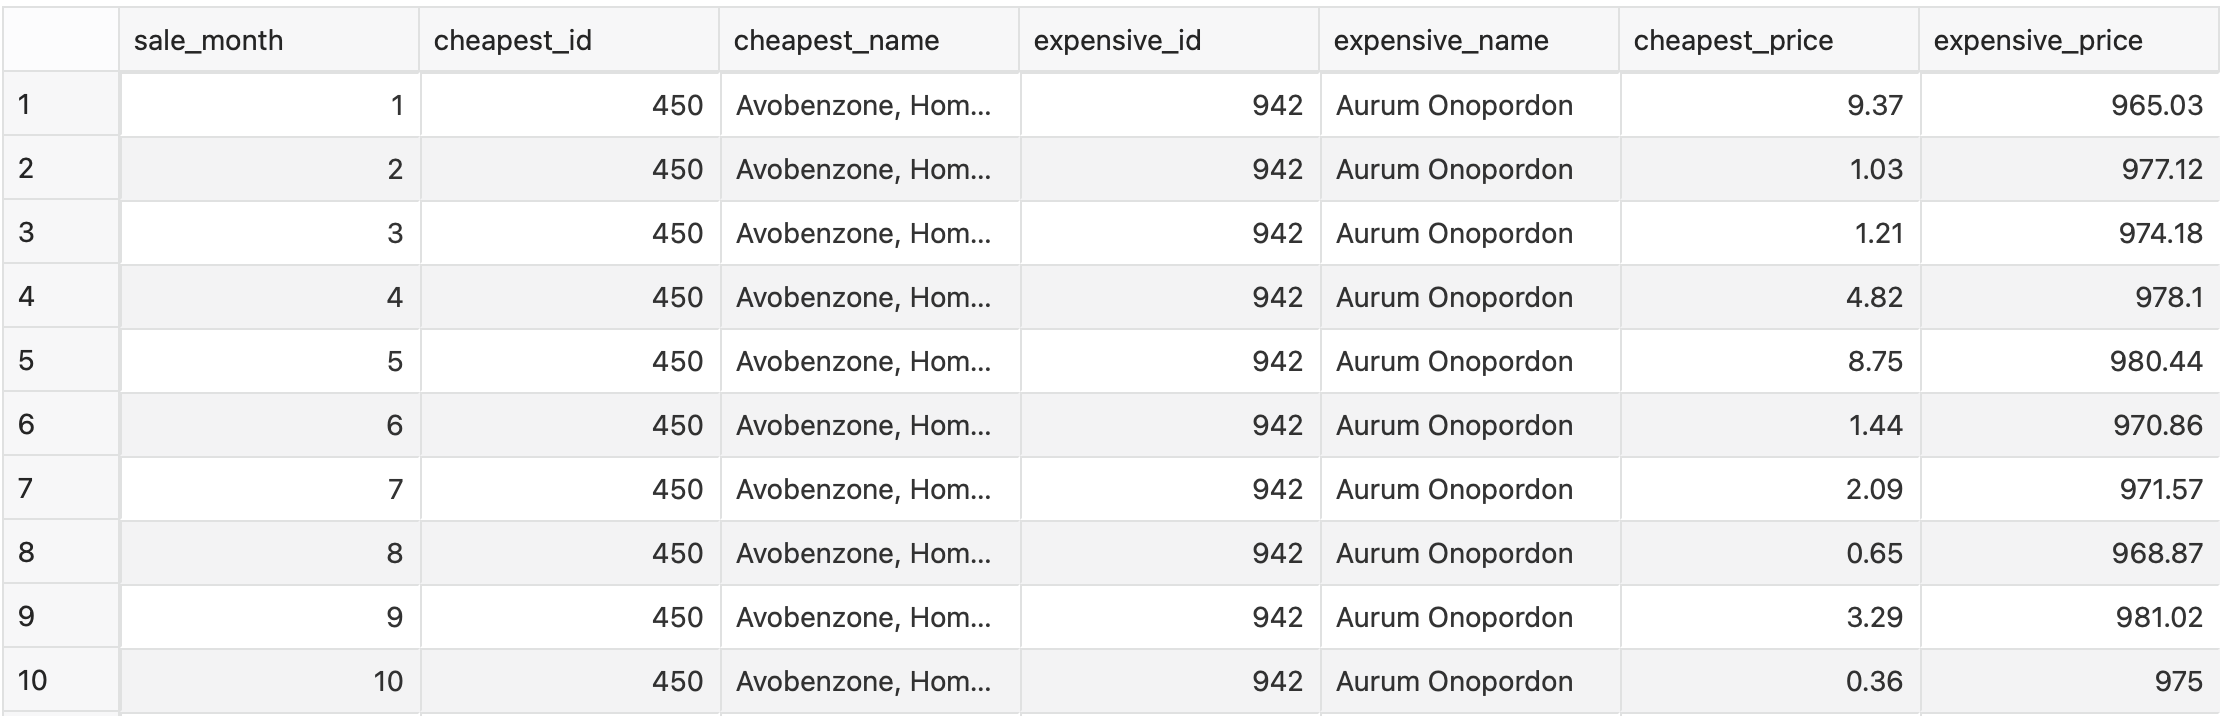 sale_month cheapest_id cheapest_name expensive_id expensive_name cheapest_price expensive_price
1 1 450 Avobenzone, Hom... 942 Aurum Onopordon 9.37 965.03
2 2 450 Avobenzone, Hom... 942 Aurum Onopordon 1.03 977.12
3 3 450 Avobenzone, Hom... 942 Aurum Onopordon 1.21 974.18
4 4 450 Avobenzone, Hom... 942 Aurum Onopordon 4.82 978.1
5 5 450 Avobenzone, Hom... 942 Aurum Onopordon 8.75 980.44
6 6 450 Avobenzone, Hom... 942 Aurum Onopordon 1.44 970.86
7 7 450 Avobenzone, Hom... 942 Aurum Onopordon 2.09 971.57
8 8 450 Avobenzone, Hom... 942 Aurum Onopordon 0.65 968.87
9 9 450 Avobenzone, Hom... 942 Aurum Onopordon 3.29 981.02
10 10 450 Avobenzone, Hom... 942 Aurum Onopordon 0.36 975